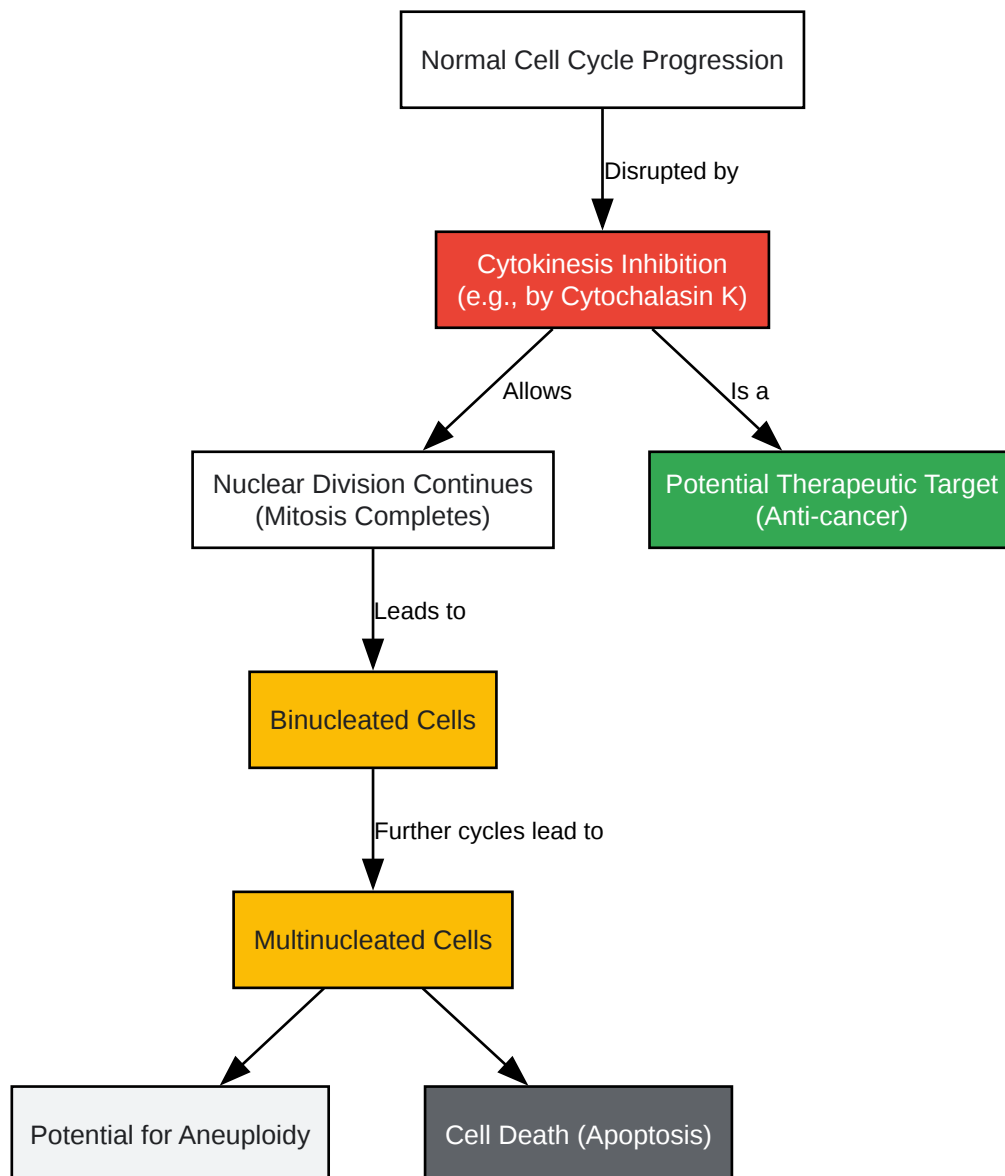 Normal Cell Cycle Progression
Disrupted by
Cytokinesis Inhibition
(e.g., by Cytochalasin K)
Allows
Is a
Nuclear Division Continues
(Mitosis Completes)
Potential Therapeutic Target
(Anti-cancer)
Leads to
Binucleated Cells
Further cycles lead to
Multinucleated Cells
Potential for Aneuploidy
Cell Death (Apoptosis)